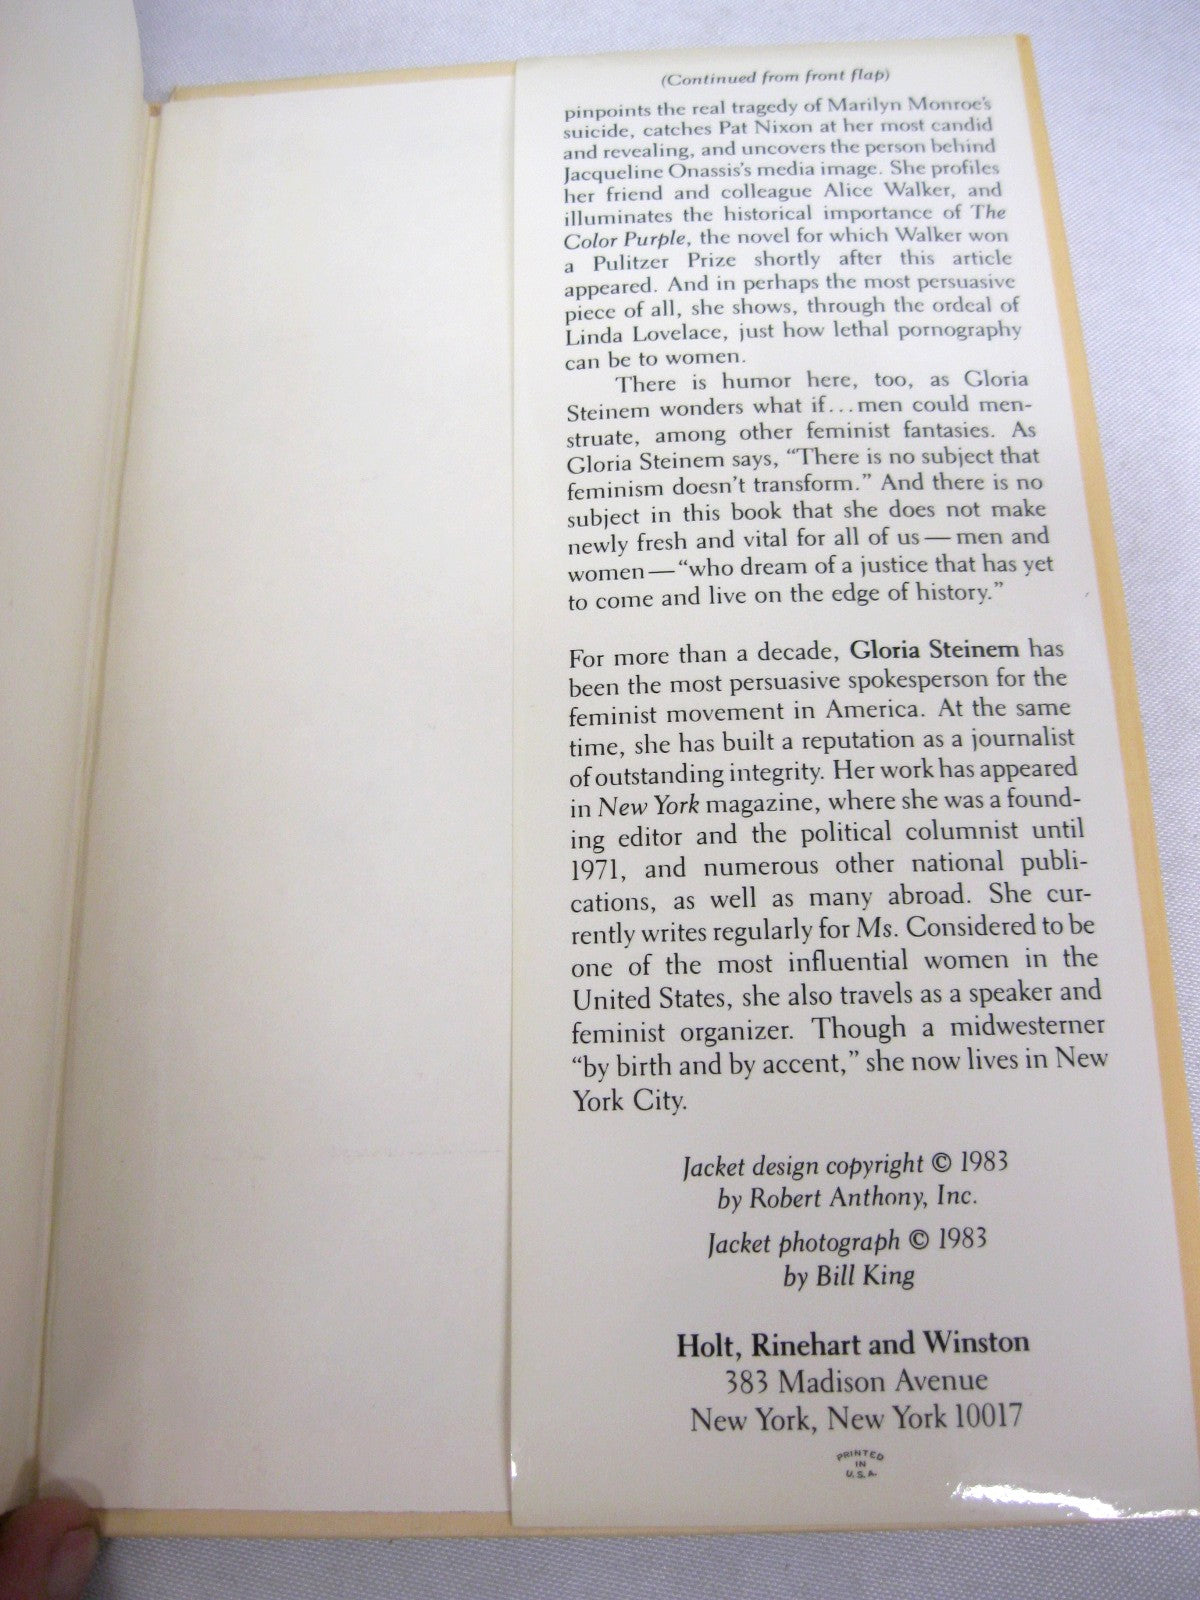 (Continued from front flap)
pinpoints the real tragedy of Marilyn Monroe's
suicide, catches Pat Nixon at her most candid
and revealing, and uncovers the person behind
Jacqueline Onassis's media image. She profiles
her friend and colleague Alice Walker, and
illuminates the historical importance of The
Color Purple, the novel for which Walker won
a Pulitzer Prize shortly after this article
appeared. And in perhaps the most persuasive
piece of all, she shows, through the ordeal of
Linda Lovelace, just how lethal pornography
can be to women.
There is humor here, too, as Gloria
Steinem wonders what if...men could men-
struate, among other feminist fantasies. As
Gloria Steinem says, “There is no subject that
feminism doesn't transform.” And there is no
subject in this book that she does not make
newly fresh and vital for all of us — men and
women — “who dream of a justice that has yet
to come and live on the edge of history.”
For more than a decade, Gloria Steinem has
been the most persuasive spokesperson for the
feminist movement in America. At the same
time, she has built a reputation as a journalist
of outstanding integrity. Her work has appeared
in New York magazine, where she was a found-
ing editor and the political columnist until
1971, and numerous other national publi-
cations, as well as many abroad. She cur-
rently writes regularly for Ms. Considered to be
one of the most influential women in the
United States, she also travels as a speaker and
feminist organizer. Though a midwesterner
“by birth and by accent,” she now lives in New
York City.
Jacket design copyright © 1983
by Robert Anthony, Inc.
Jacket photograph © 1983
by Bill King
Holt, Rinehart and Winston
383 Madison Avenue
New York, New York 10017
PRINTED
IN
U.S.A.